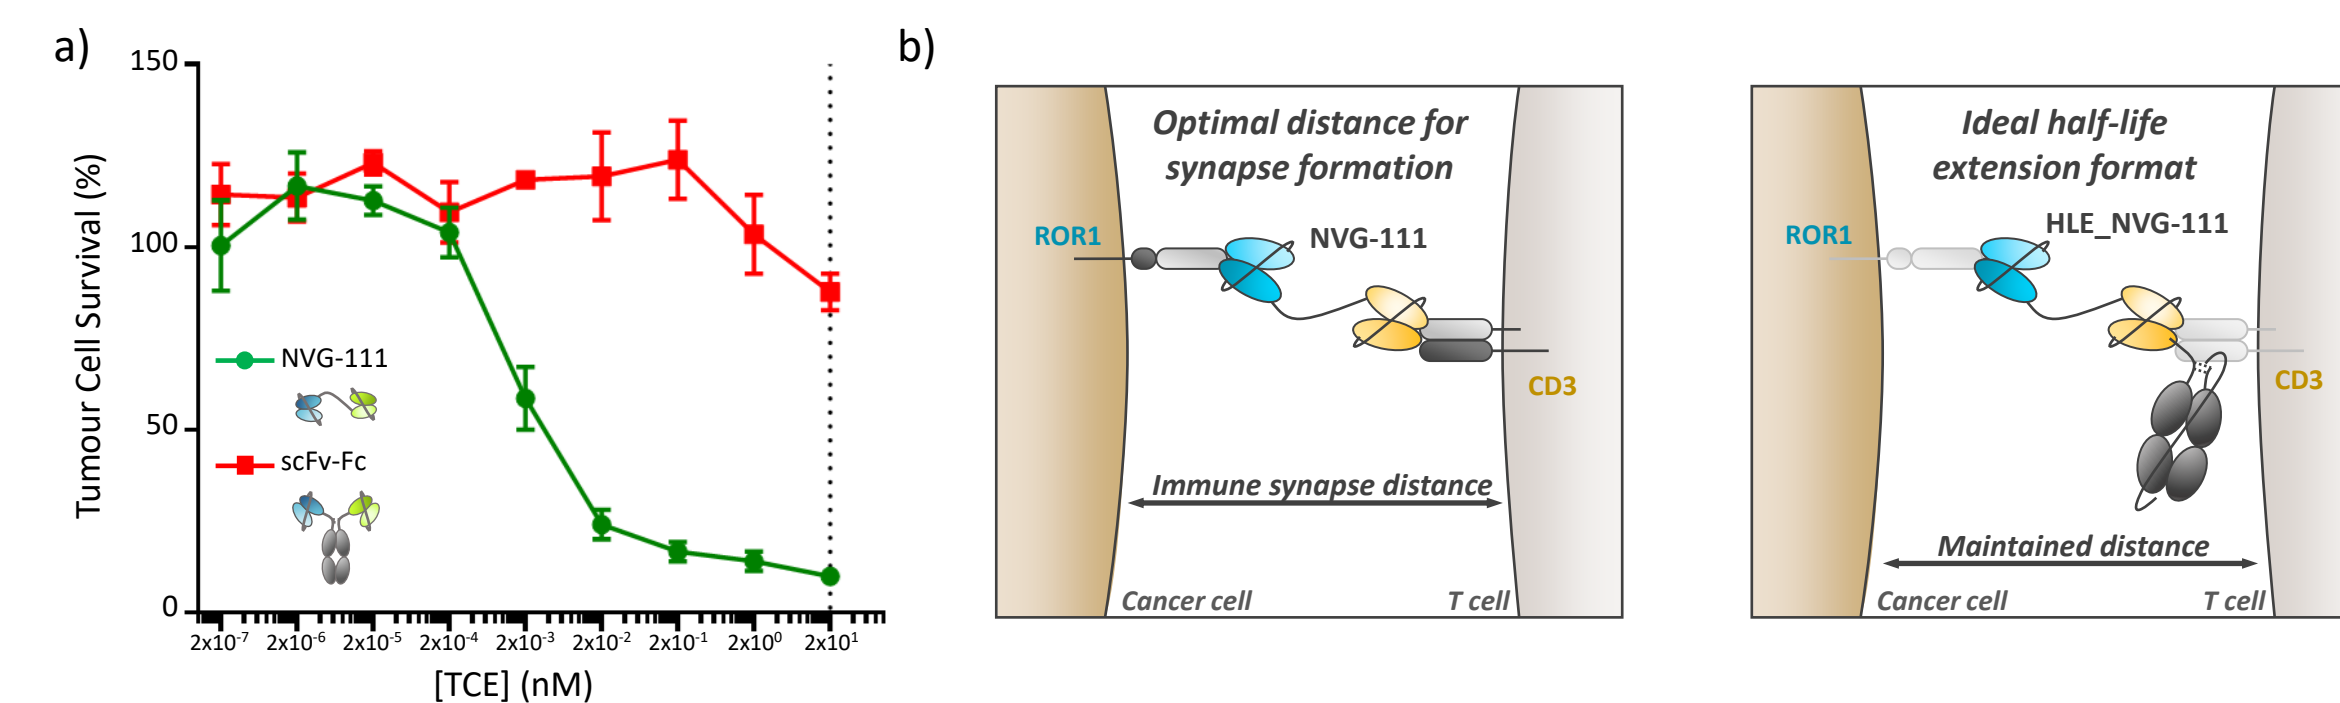 a)
150
100
50
0
Tumour Cell Survival (%)
NVG-111
scFv-Fc
2x10⁻⁷ 2x10⁻⁶ 2x10⁻⁵ 2x10⁻⁴ 2x10⁻³ 2x10⁻² 2x10⁻¹ 2x10⁰ 2x10¹
[TCE] (nM)
b)
Optimal distance for
synapse formation
ROR1
NVG-111
CD3
Immune synapse distance
Cancer cell
T cell
Ideal half-life
extension format
HLE_NVG-111
ROR1
CD3
Maintained distance
Cancer cell
T cell